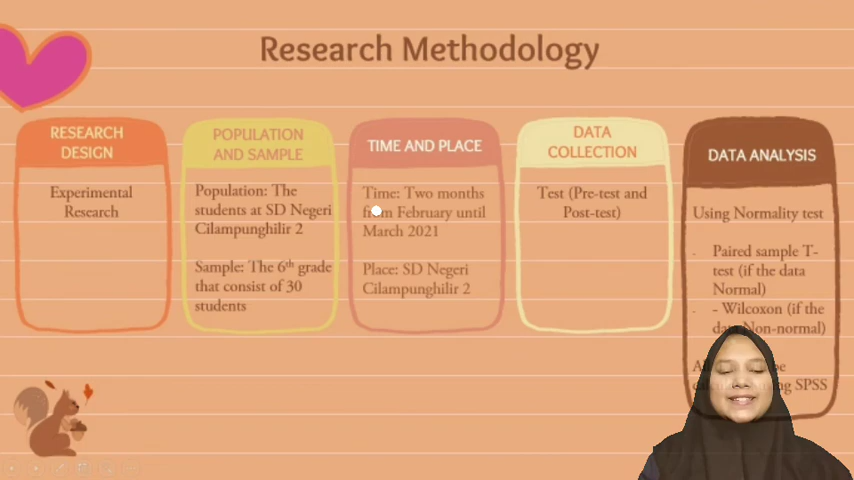 Research Methodology
RESEARCH
DESIGN
Experimental
Research
POPULATION
AND SAMPLE
Population: The
students at SD Negeri
Cilampunghilir 2
Sample: The 6th grade
that consist of 30
students
TIME AND PLACE
Time: Two months
from February until
March 2021
Place: SD Negeri
Cilampunghilir 2
DATA
COLLECTION
Test (Pre-test and
Post-test)
DATA ANALYSIS
Using Normality test
Paired sample T-
test (if the data
Normal)
- Wilcoxon (if the
data Non-normal)
be
SPSS